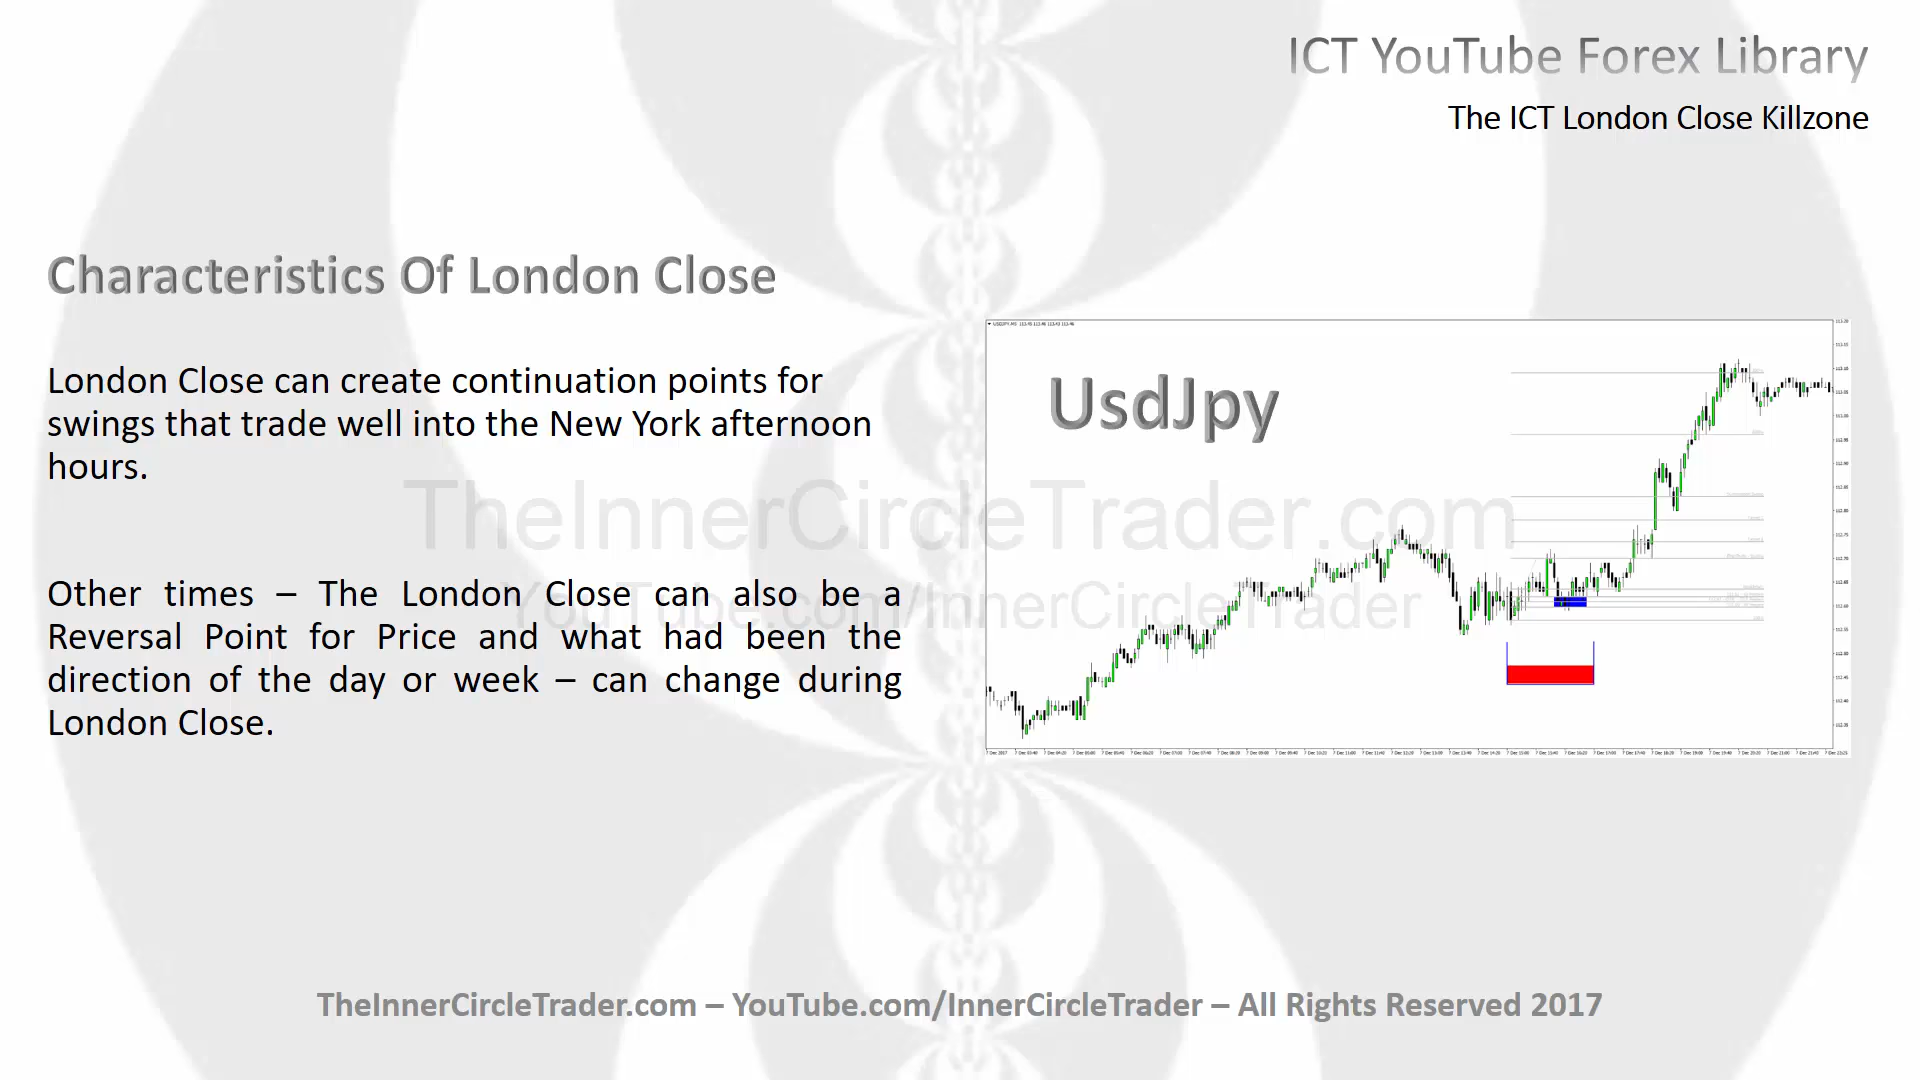 ICT YouTube Forex Library
The ICT London Close Killzone
Characteristics Of London Close
London Close can create continuation points for
swings that trade well into the New York afternoon
hours.
Other times – The London Close can also be a
Reversal Point for Price and what had been the
direction of the day or week – can change during
London Close.
UsdJpy
TheInnerCircleTrader.com
YouTube.com/InnerCircleTrader
TheInnerCircleTrader.com – YouTube.com/InnerCircleTrader – All Rights Reserved 2017